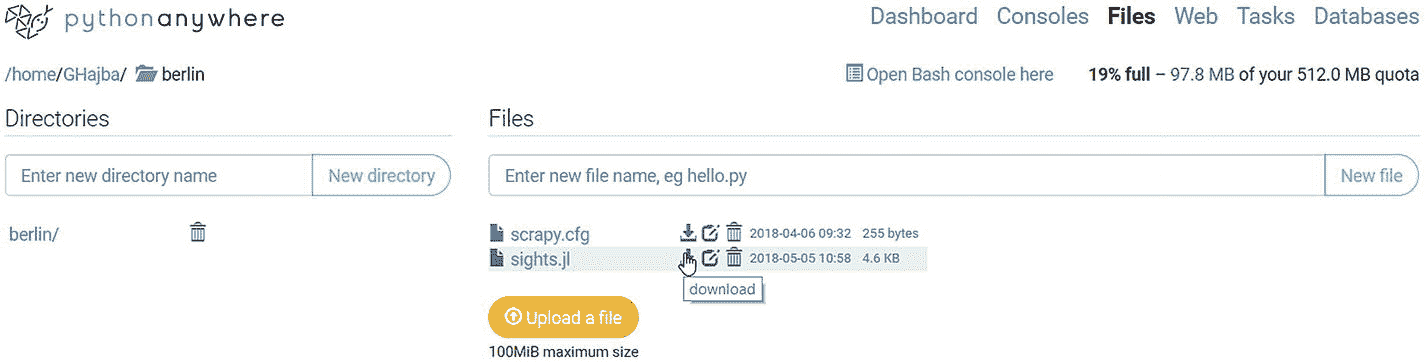 pythonanywhere
Dashboard Consoles Files Web Tasks Databases
/home/GHajba/ berlin
Open Bash console here 19% full – 97.8 MB of your 512.0 MB quota
Directories
Files
Enter new directory name New directory
Enter new file name, eg hello.py New file
berlin/
scrapy.cfg 2018-04-06 09:32 255 bytes
sights.jl 2018-05-05 10:58 4.6 KB
download
Upload a file
100MiB maximum size